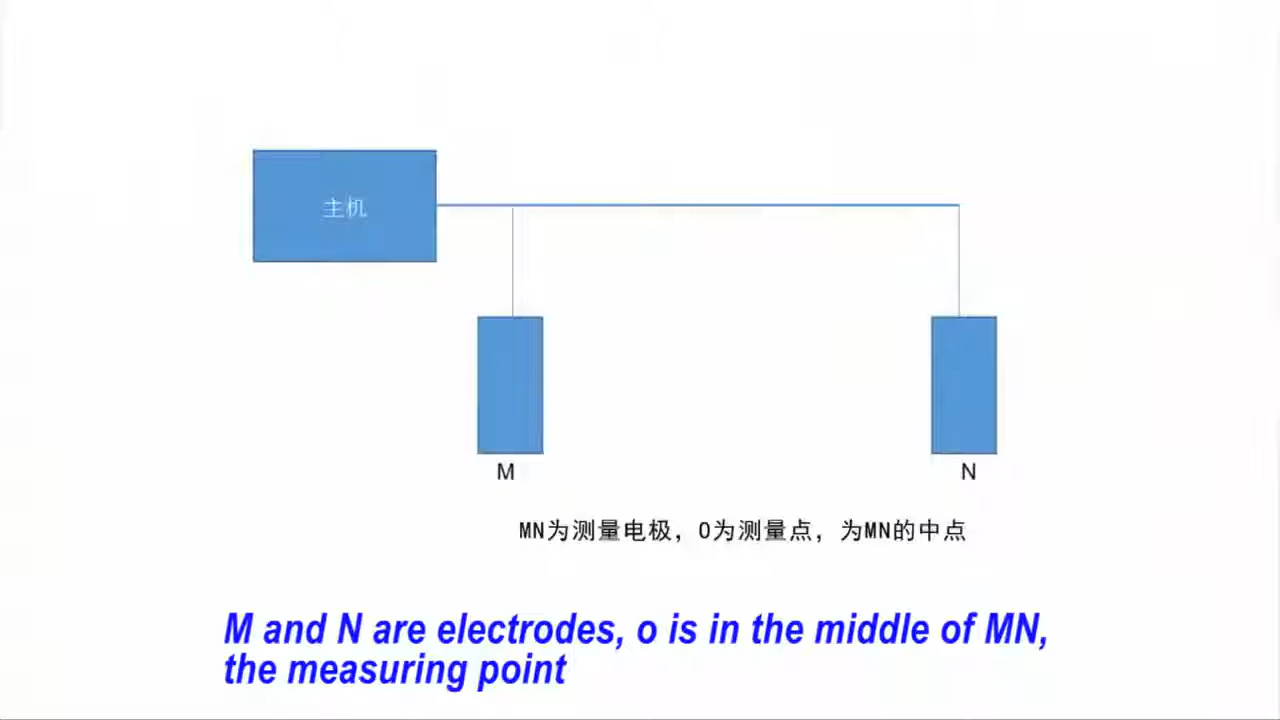 主机
M
N
MN为测量电极，O为测量点，为MN的中点
M and N are electrodes, o is in the middle of MN,
the measuring point